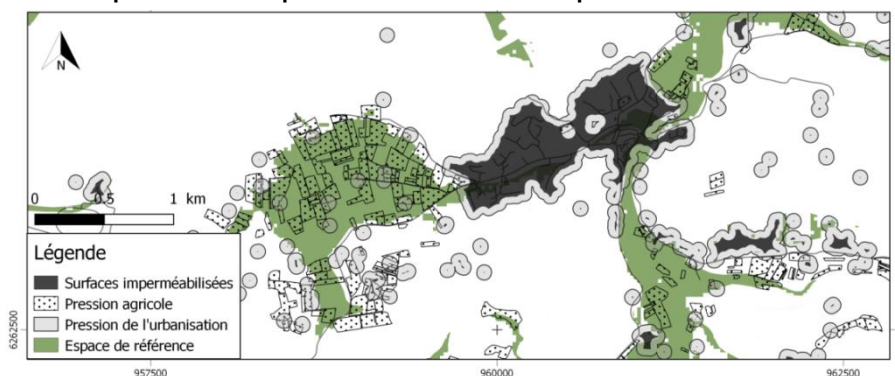 N
0 0.5 1 km
Légende
Surfaces imperméabilisées
Pression agricole
Pression de l'urbanisation
Espace de référence
6262500
957500 960000 962500